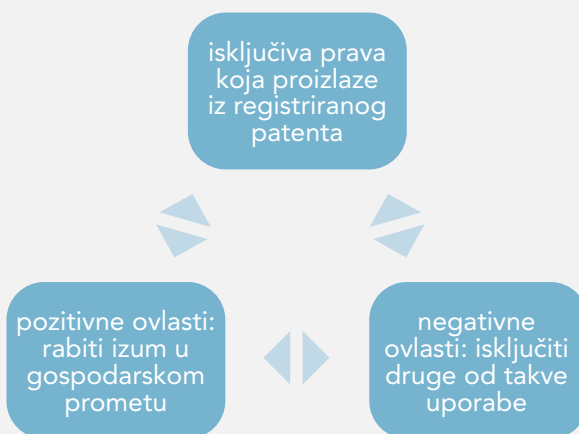 isključiva prava
koja proizlaze
iz registriranog
patenta
pozitivne ovlasti:
rabiti izum u
gospodarskom
prometu
negativne
ovlasti: isključiti
druge od takve
uporabe